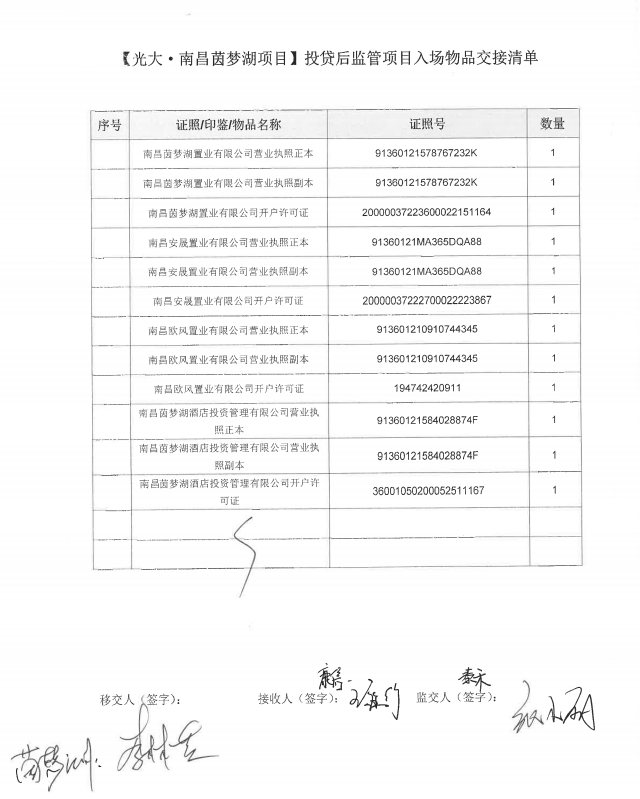 【光大·南昌茵梦湖项目】投贷后监管项目入场物品交接清单
序号 证照/印鉴/物品名称 证照号 数量
南昌茵梦湖置业有限公司营业执照正本 91360121578767232K 1
南昌茵梦湖置业有限公司营业执照副本 91360121578767232K 1
南昌茵梦湖置业有限公司开户许可证 20000037223600022151164 1
南昌安晟置业有限公司营业执照正本 91360121MA365DQA88 1
南昌安晟置业有限公司营业执照副本 91360121MA365DQA88 1
南昌安晟置业有限公司开户许可证 20000037222700022223867 1
南昌欧风置业有限公司营业执照正本 913601210910744345 1
南昌欧风置业有限公司营业执照副本 913601210910744345 1
南昌欧风置业有限公司开户许可证 194742420911 1
南昌茵梦湖酒店投资管理有限公司营业执
照正本 91360121584028874F 1
南昌茵梦湖酒店投资管理有限公司营业执
照副本 91360121584028874F 1
南昌茵梦湖酒店投资管理有限公司开户许
可证 36001050200052511167 1
移交人（签字）： 接收人（签字）： 监交人（签字）：